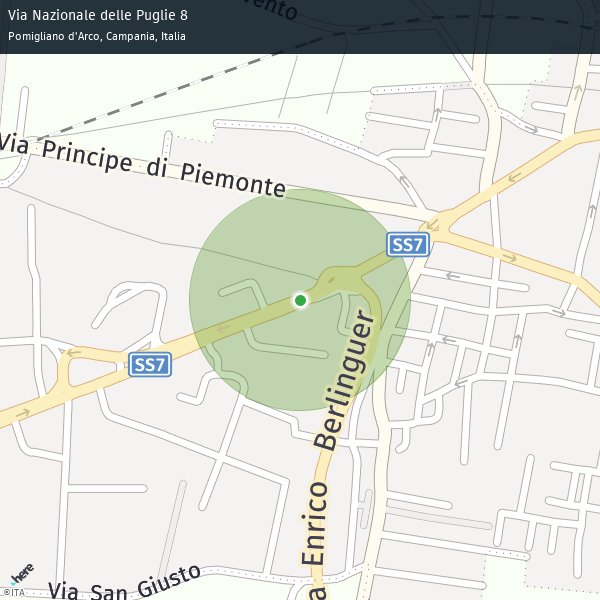 Via Nazionale delle Puglie 8
Pomigliano d'Arco, Campania, Italia
Via Principe di Piemonte
SS7
SS7
Enrico Berlinguer
Via San Giusto
here
©ITA